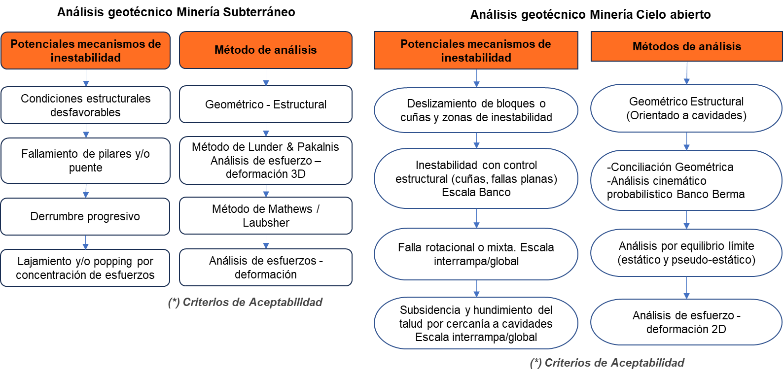 Análisis geotécnico Minería Subterráneo
Potenciales mecanismos de
inestabilidad
Método de análisis
Condiciones estructurales
desfavorables
Geométrico - Estructural
Fallamiento de pilares y/o
puente
Método de Lunder & Pakalnis
Análisis de esfuerzo –
deformación 3D
Derrumbe progresivo
Método de Mathews /
Laubsher
Lajamiento y/o popping por
concentración de esfuerzos
Análisis de esfuerzos -
deformación
(*) Criterios de Aceptabilidad
Análisis geotécnico Minería Cielo abierto
Potenciales mecanismos de
inestabilidad
Métodos de análisis
Deslizamiento de bloques o
cuñas y zonas de inestabilidad
Geométrico Estructural
(Orientado a cavidades)
Inestabilidad con control
estructural (cuñas, fallas planas)
Escala Banco
-Conciliación Geométrica
-Análisis cinemático
probabilistico Banco Berma
Falla rotacional o mixta. Escala
interrampa/global
Análisis por equilibrio límite
(estático y pseudo-estático)
Subsidencia y hundimiento del
talud por cercanía a cavidades
Escala interrampa/global
Análisis de esfuerzo -
deformación 2D
(*) Criterios de Aceptabilidad